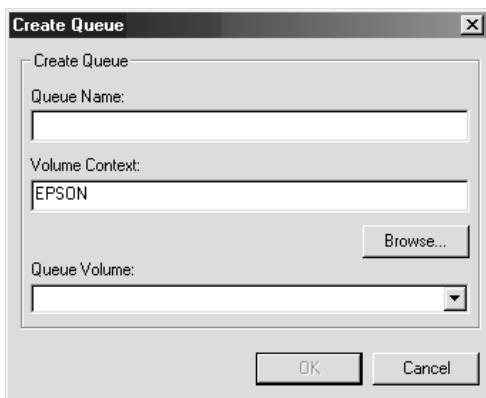 Create Queue
Create Queue
Queue Name:
Volume Context:
EPSON
Browse...
Queue Volume:
OK Cancel